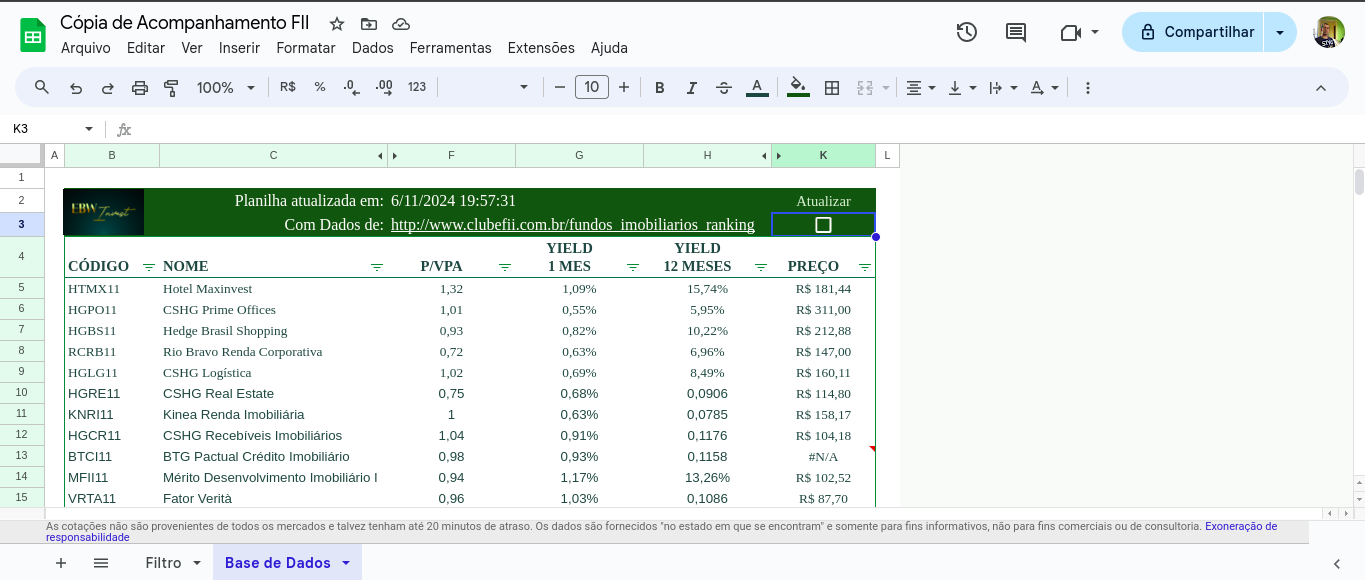 Cópia de Acompanhamento FII
Arquivo Editar Ver Inserir Formatar Dados Ferramentas Extensões Ajuda
Compartilhar
100% R$ % .0 .00 123 10 B I A A
K3 fx
A B C F G H K L
1
2 EBW Invest Planilha atualizada em: 6/11/2024 19:57:31 Atualizar
3 Com Dados de: http://www.clubefii.com.br/fundos_imobiliarios_ranking
4 CÓDIGO NOME P/VPA YIELD 1 MES YIELD 12 MESES PREÇO
5 HTMX11 Hotel Maxinvest 1,32 1,09% 15,74% R$ 181,44
6 HGPO11 CSHG Prime Offices 1,01 0,55% 5,95% R$ 311,00
7 HGBS11 Hedge Brasil Shopping 0,93 0,82% 10,22% R$ 212,88
8 RCRB11 Rio Bravo Renda Corporativa 0,72 0,63% 6,96% R$ 147,00
9 HGLG11 CSHG Logística 1,02 0,69% 8,49% R$ 160,11
10 HGRE11 CSHG Real Estate 0,75 0,68% 0,0906 R$ 114,80
11 KNRI11 Kinea Renda Imobiliária 1 0,63% 0,0785 R$ 158,17
12 HGCR11 CSHG Recebíveis Imobiliários 1,04 0,91% 0,1176 R$ 104,18
13 BTCI11 BTG Pactual Crédito Imobiliário 0,98 0,93% 0,1158 #N/A
14 MFII11 Mérito Desenvolvimento Imobiliário I 0,94 1,17% 13,26% R$ 102,52
15 VRTA11 Fator Verità 0,96 1,03% 0,1086 R$ 87,70
As cotações não são provenientes de todos os mercados e talvez tenham até 20 minutos de atraso. Os dados são fornecidos "no estado em que se encontram" e somente para fins informativos, não para fins comerciais ou de consultoria. Exoneração de
responsabilidade
Filtro Base de Dados